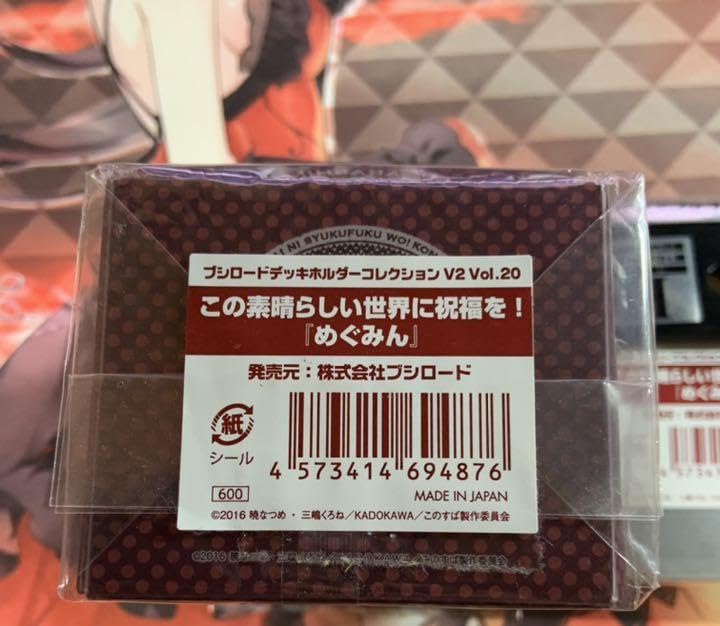 NI SYUKUFUKU WO! KON
ブシロードデッキホルダーコレクション V2 Vol.20
この素晴らしい世界に祝福を！
『めぐみん』
発売元：株式会社ブシロード
紙
シール
4 573414 694876
600
MADE IN JAPAN
©2016 暁なつめ・三嶋くろね／KADOKAWA／このすば製作委員会